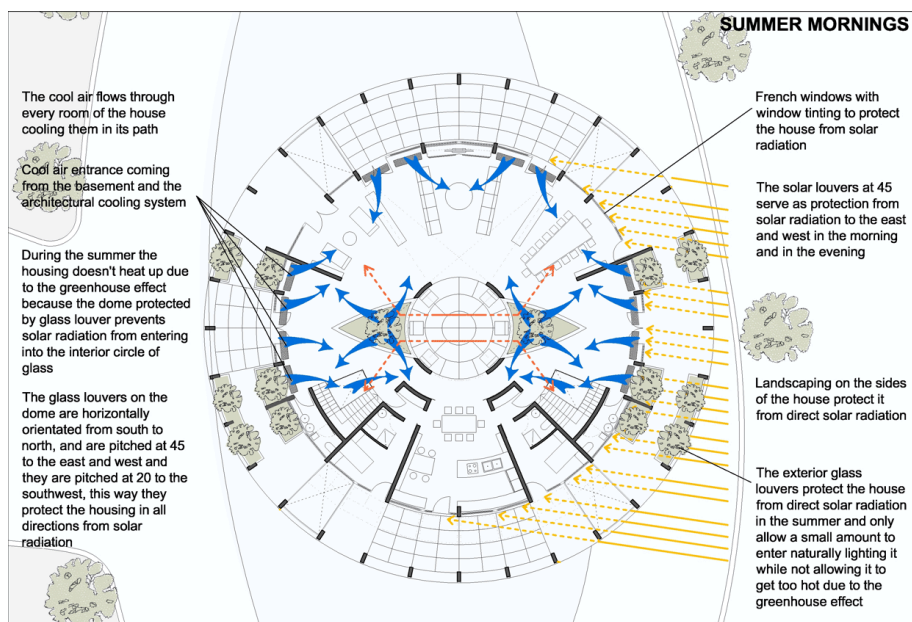 SUMMER MORNINGS
The cool air flows through
every room of the house
cooling them in its path
Cool air entrance coming
from the basement and the
architectural cooling system
During the summer the
housing doesn't heat up due
to the greenhouse effect
because the dome protected
by glass louver prevents
solar radiation from entering
into the interior circle of
glass
The glass louvers on the
dome are horizontally
orientated from south to
north, and are pitched at 45
to the east and west and
they are pitched at 20 to the
southwest, this way they
protect the housing in all
directions from solar
radiation
French windows with
window tinting to protect
the house from solar
radiation
The solar louvers at 45
serve as protection from
solar radiation to the east
and west in the morning
and in the evening
Landscaping on the sides
of the house protect it
from direct solar radiation
The exterior glass
louvers protect the house
from direct solar radiation
in the summer and only
allow a small amount to
enter naturally lighting it
while not allowing it to
get too hot due to the
greenhouse effect